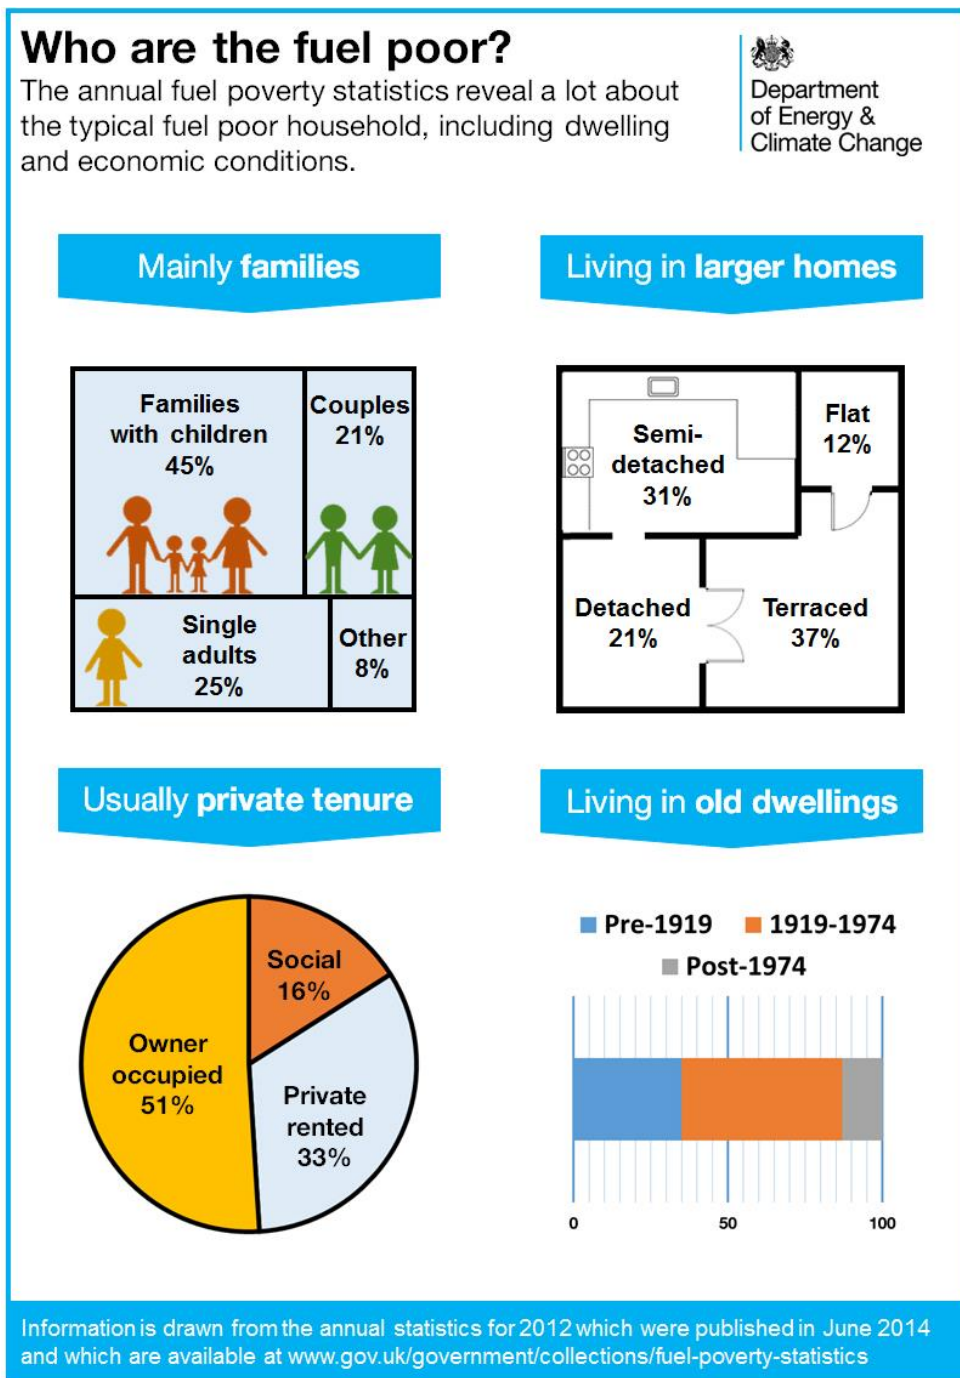 Who are the fuel poor?
The annual fuel poverty statistics reveal a lot about
the typical fuel poor household, including dwelling
and economic conditions.
Department
of Energy &
Climate Change
Mainly families
Families
with children
45%
Couples
21%
Single
adults
25%
Other
8%
Living in larger homes
Semi-
detached
31%
Flat
12%
Detached
21%
Terraced
37%
Usually private tenure
Social
16%
Owner
occupied
51%
Private
rented
33%
Living in old dwellings
Pre-1919
1919-1974
Post-1974
0
50
100
Information is drawn from the annual statistics for 2012 which were published in June 2014
and which are available at www.gov.uk/government/collections/fuel-poverty-statistics